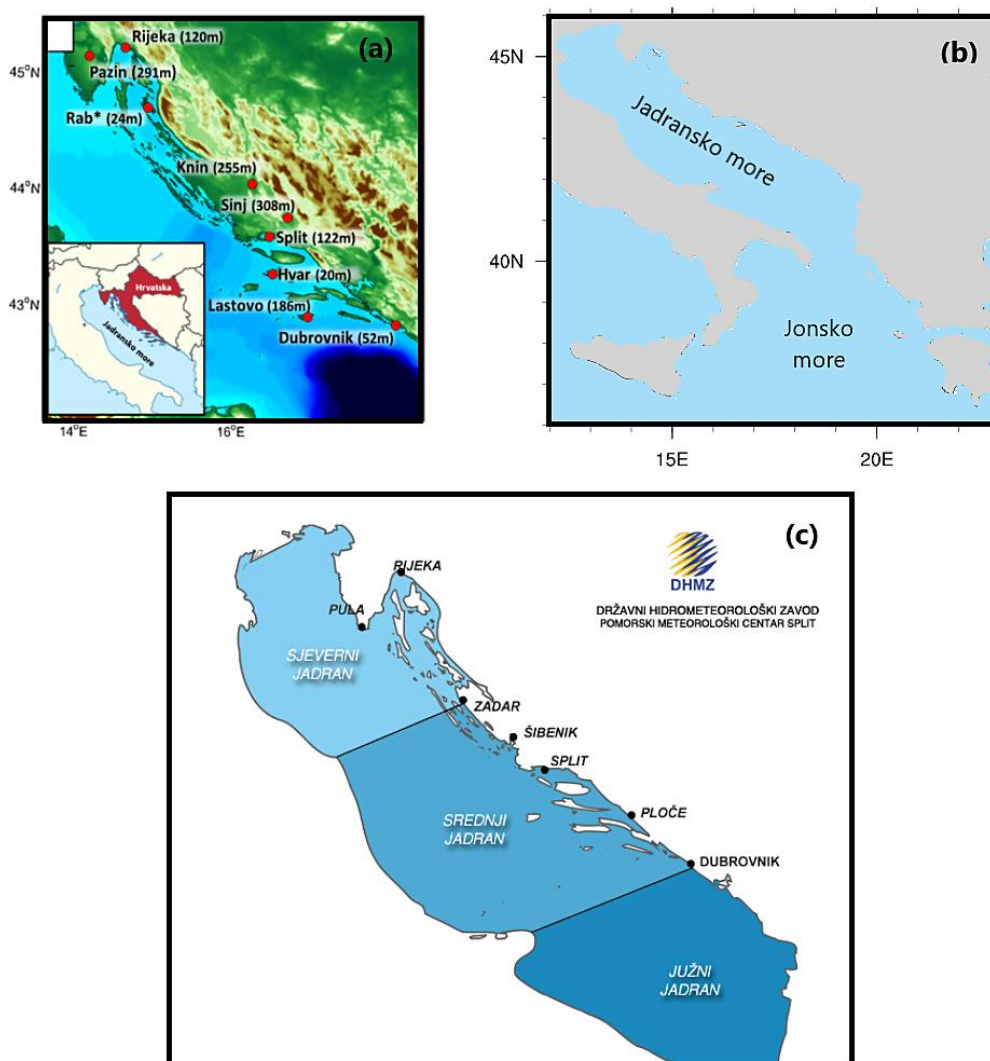 (a)
Rijeka (120m)
Pazin (291m)
Rab* (24m)
Knin (255m)
Sinj (308m)
Split (122m)
Hvar (20m)
Lastovo (186m)
Dubrovnik (52m)
45°N
44°N
43°N
14°E
16°E
Hrvatska
Jadransko more
(b)
45N
40N
15E
20E
Jadransko more
Jonsko
more
(c)
DHMZ
DRŽAVNI HIDROMETEOROLOŠKI ZAVOD
POMORSKI METEOROLOŠKI CENTAR SPLIT
RIJEKA
PULA
SJEVERNI
JADRAN
ZADAR
ŠIBENIK
SPLIT
SREDNJI
JADRAN
PLOČE
DUBROVNIK
JUŽNI
JADRAN